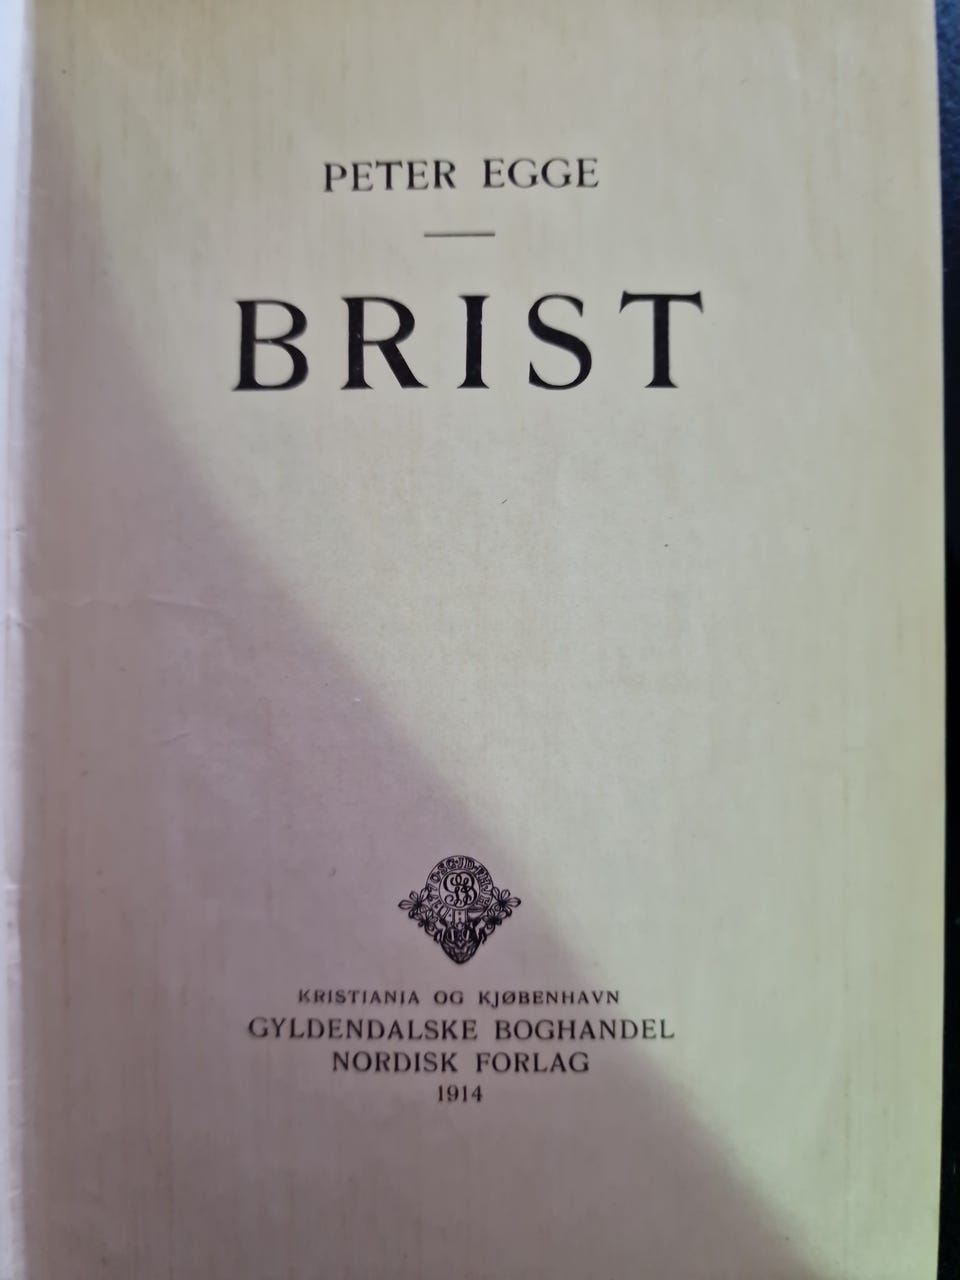 PETER EGGE
BRIST
KRISTIANIA OG KJØBENHAVN
GYLDENDALSKE BOGHANDEL
NORDISK FORLAG
1914